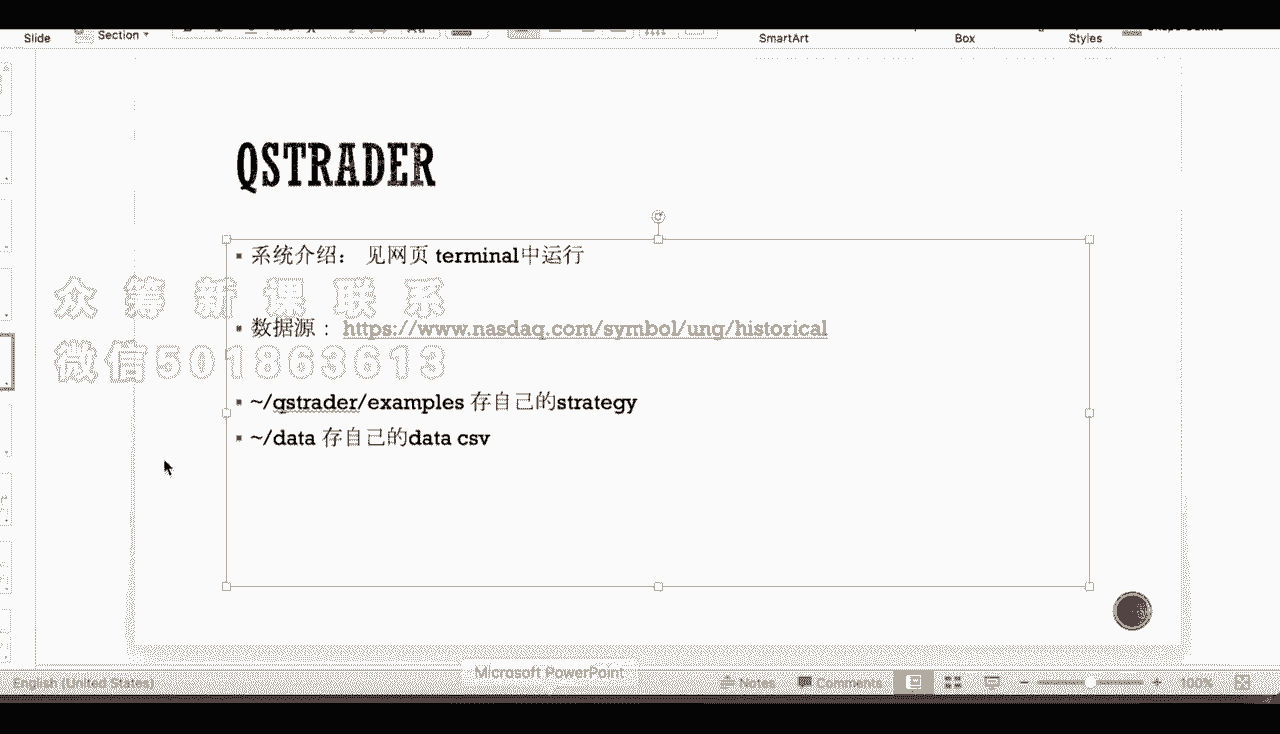 Slide
Section
SmartArt
Box
Styles
QSTRADER
系统介绍： 见网页 terminal中运行
众筹新课联系
数据源： https://www.nasdaq.com/symbol/ung/historical
微信501863613
~/qstrader/examples 存自己的strategy
~/data 存自己的data csv
Microsoft PowerPoint
English (United States)
Notes
Comments
100%